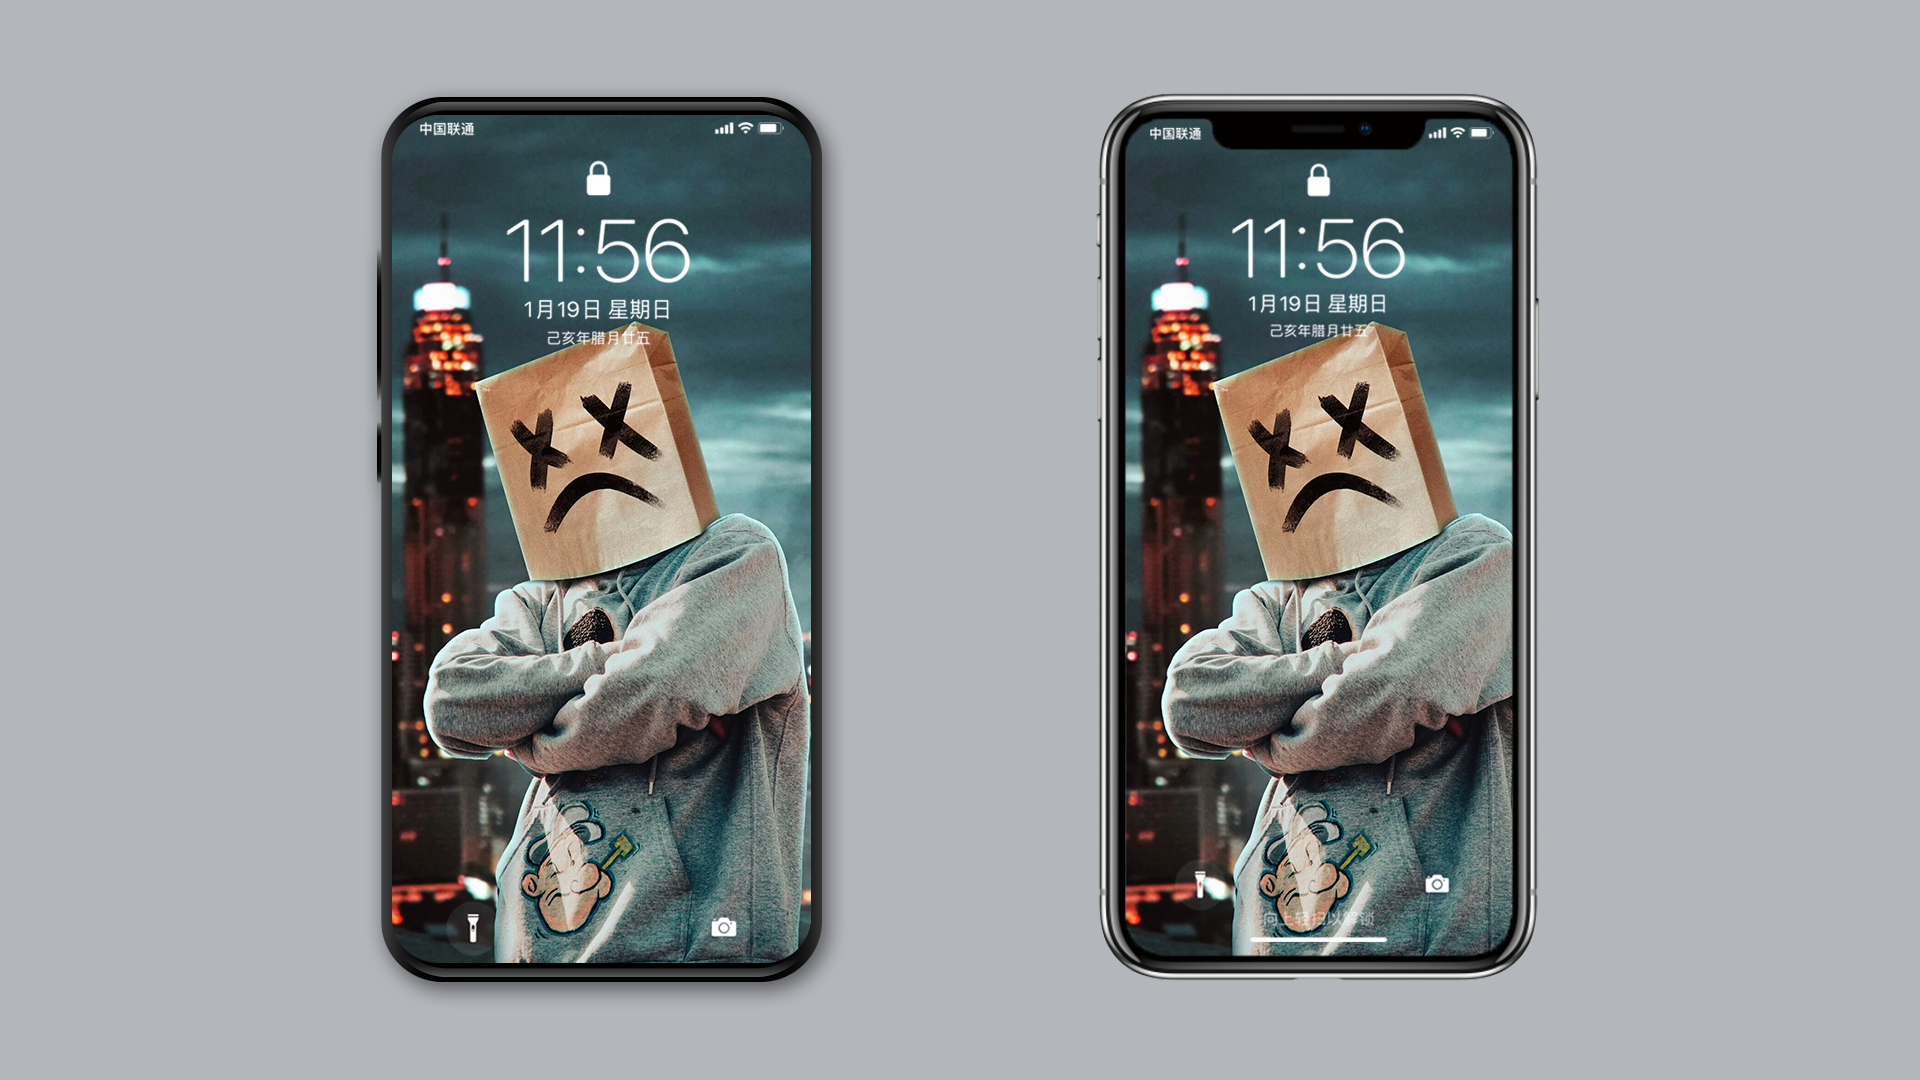 中国联通
11:56
1月19日 星期日
己亥年腊月廿五
中国联通
11:56
1月19日 星期日
己亥年腊月廿五
向上轻扫以解锁